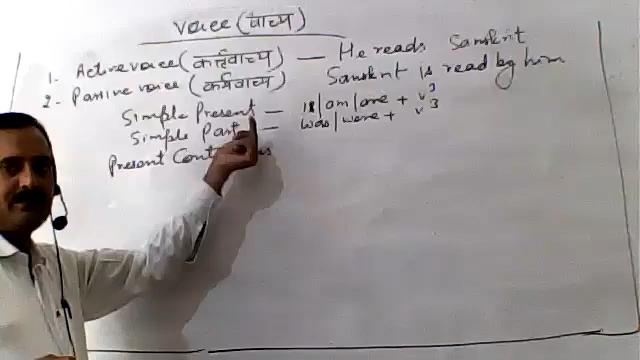 Voice (वाच्य)
1. Active voice (कर्तृवाच्य) — He reads Sanskrit
2- Passive voice (कर्मवाच्य) Sanskrit is read by him
Simple Present — is/am/are + v3
Simple Past — was/were + v3
Present